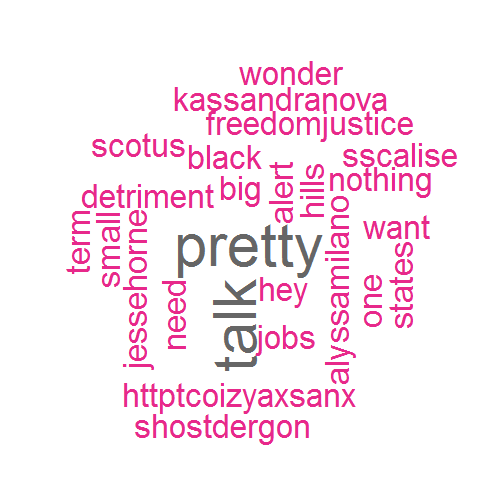 wonder
kassandranova
freedomjustice
scotus
black
sscalise
alert
hills
nothing
detriment
big
term
small
jessehorne
pretty
alyssamilano
want
need
talk
hey
one
states
jobs
httptcoizyaxsanx
shostdergon